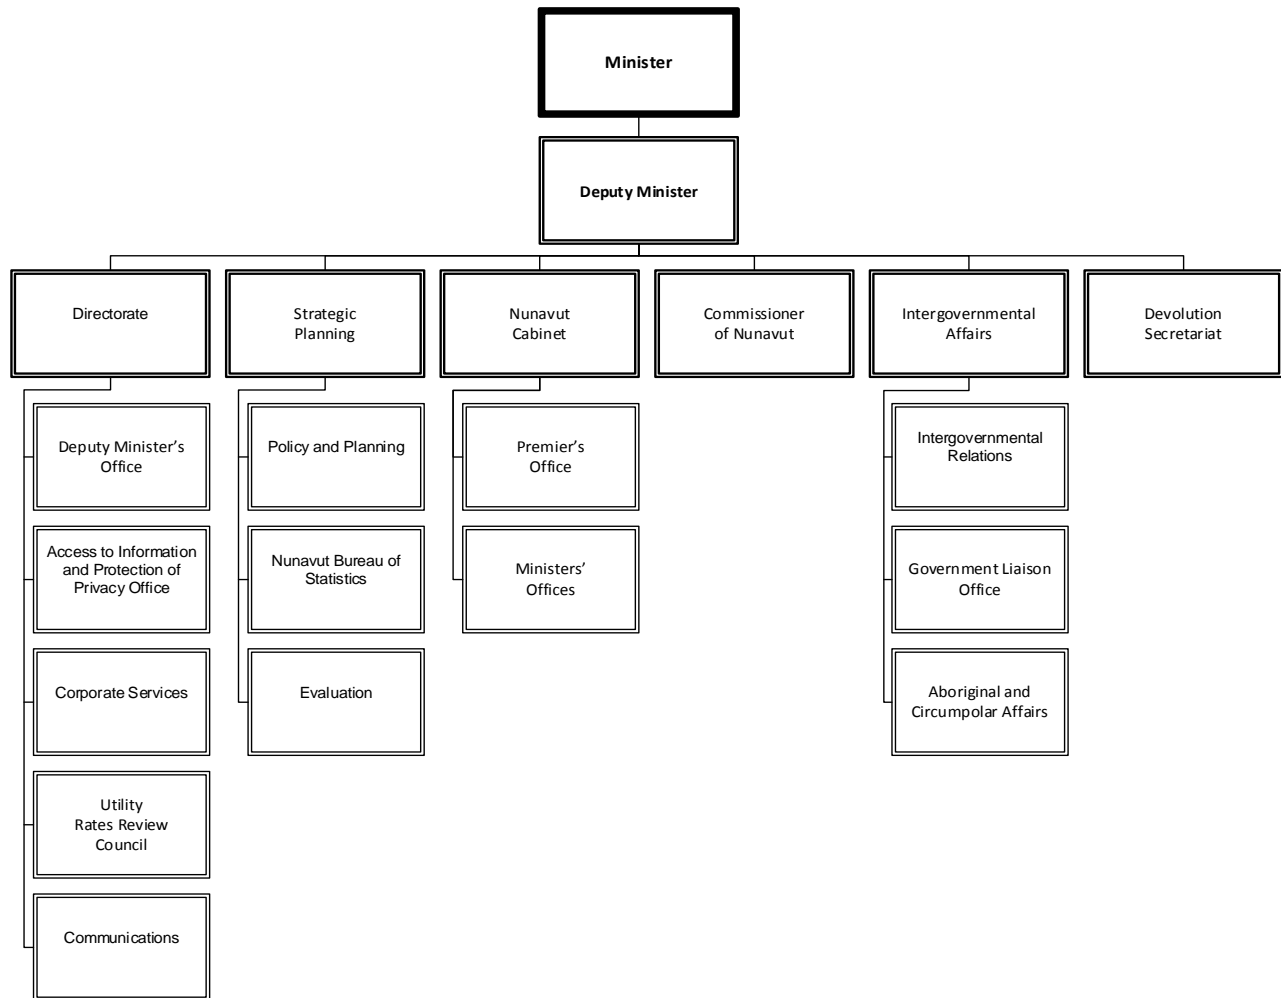 Minister
Deputy Minister
Directorate
Strategic
Planning
Nunavut
Cabinet
Commissioner
of Nunavut
Intergovernmental
Affairs
Devolution
Secretariat
Deputy Minister's
Office
Access to Information
and Protection of
Privacy Office
Corporate Services
Utility
Rates Review
Council
Communications
Policy and Planning
Nunavut Bureau of
Statistics
Evaluation
Premier's
Office
Ministers'
Offices
Intergovernmental
Relations
Government Liaison
Office
Aboriginal and
Circumpolar Affairs